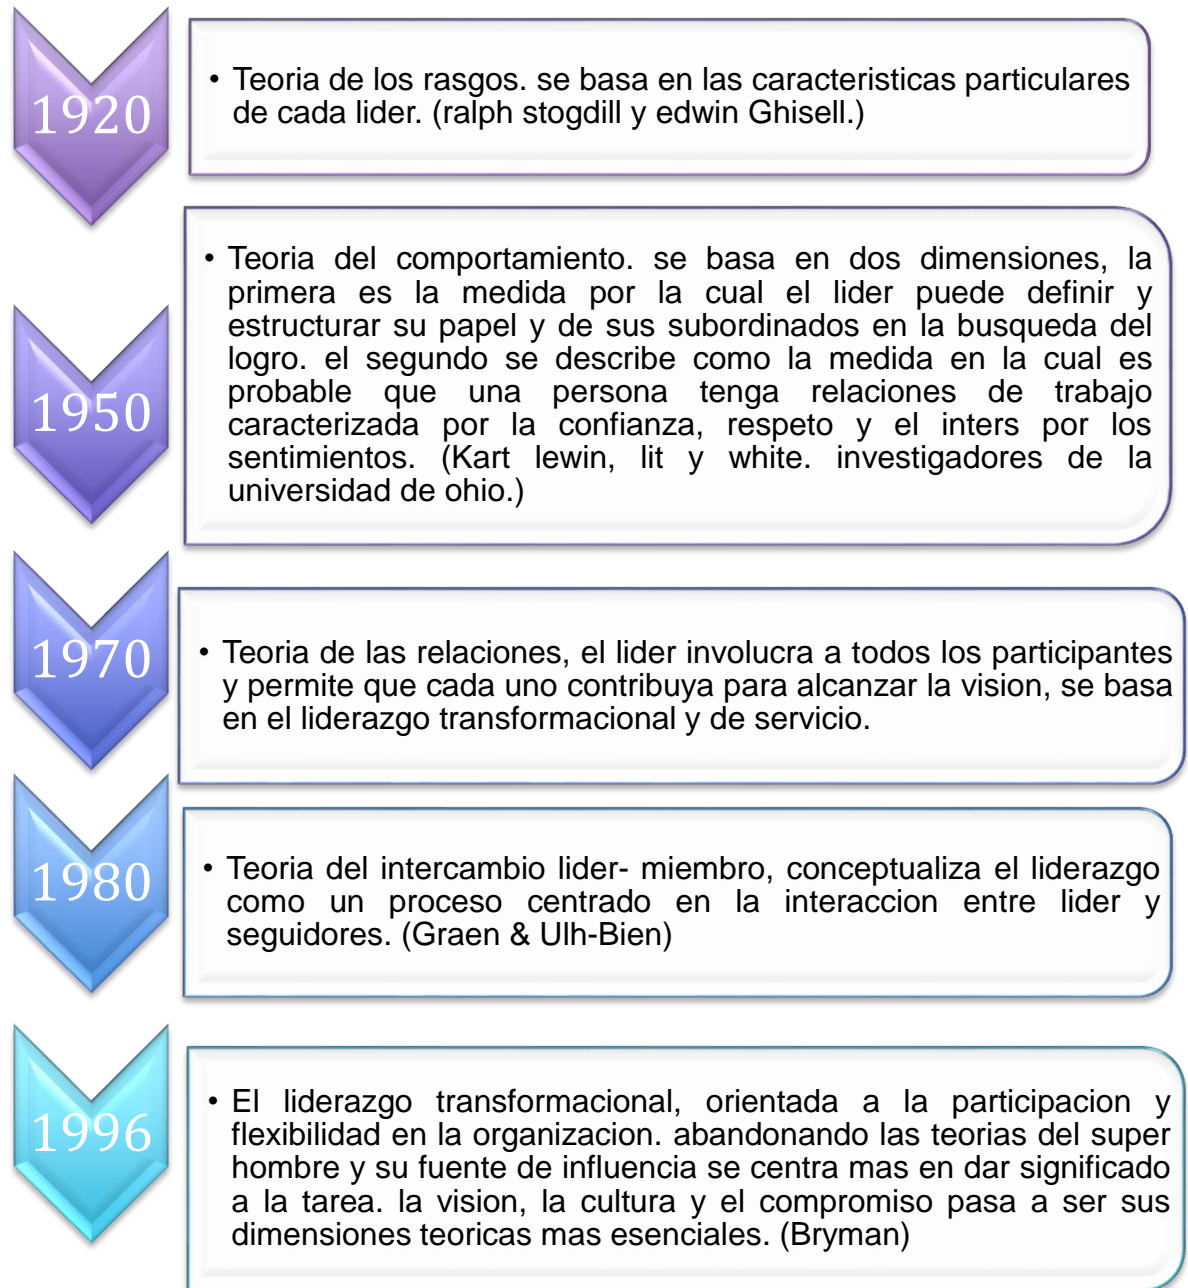 1920
• Teoria de los rasgos. se basa en las caracteristicas particulares
de cada lider. (ralph stogdill y edwin Ghisell.)
1950
• Teoria del comportamiento. se basa en dos dimensiones, la
primera es la medida por la cual el lider puede definir y
estructurar su papel y de sus subordinados en la busqueda del
logro. el segundo se describe como la medida en la cual es
probable que una persona tenga relaciones de trabajo
caracterizada por la confianza, respeto y el inters por los
sentimientos. (Kart lewin, lit y white. investigadores de la
universidad de ohio.)
1970
• Teoria de las relaciones, el lider involucra a todos los participantes
y permite que cada uno contribuya para alcanzar la vision, se basa
en el liderazgo transformacional y de servicio.
1980
• Teoria del intercambio lider- miembro, conceptualiza el liderazgo
como un proceso centrado en la interaccion entre lider y
seguidores. (Graen & Ulh-Bien)
1996
• El liderazgo transformacional, orientada a la participacion y
flexibilidad en la organizacion. abandonando las teorias del super
hombre y su fuente de influencia se centra mas en dar significado
a la tarea. la vision, la cultura y el compromiso pasa a ser sus
dimensiones teoricas mas esenciales. (Bryman)